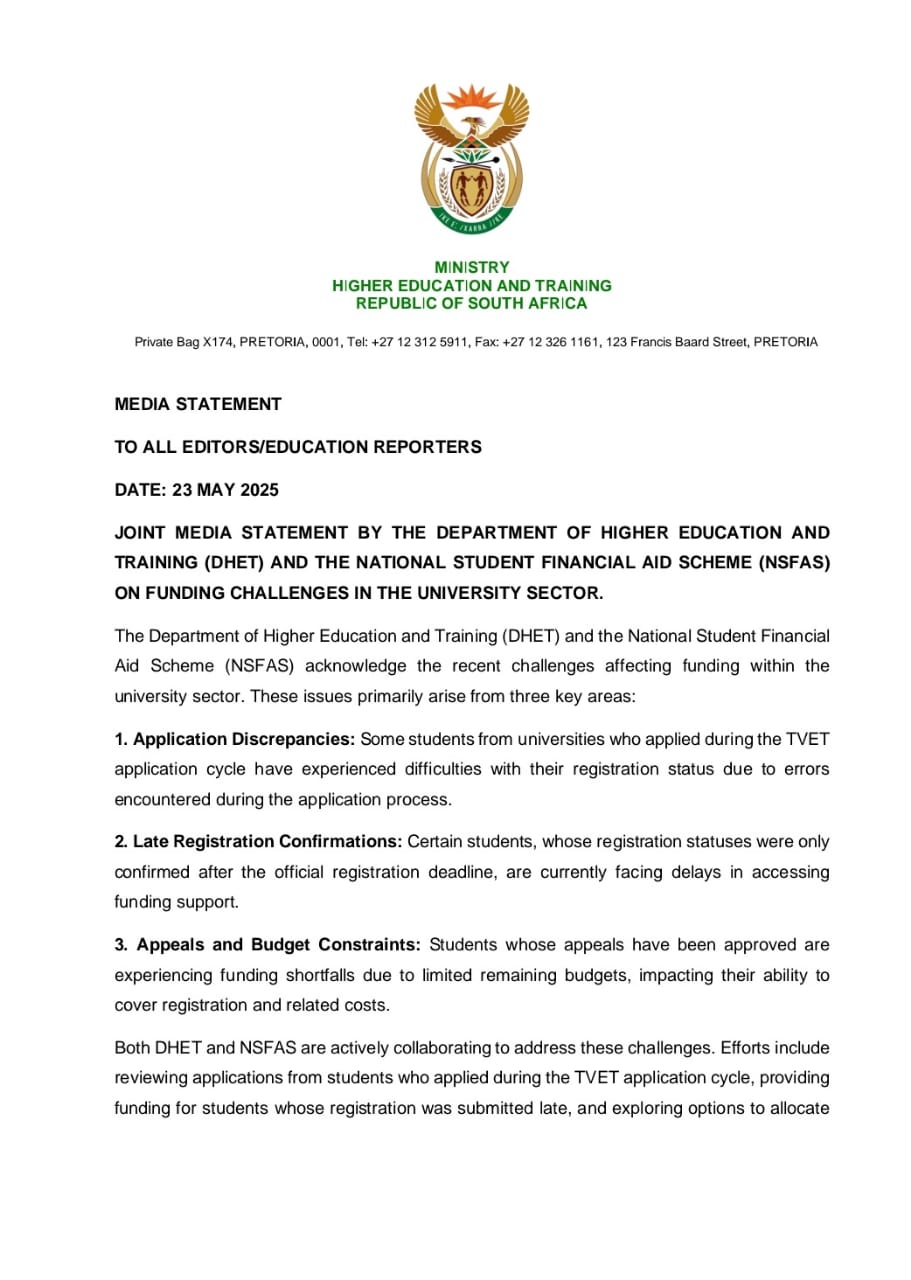 MINISTRY
HIGHER EDUCATION AND TRAINING
REPUBLIC OF SOUTH AFRICA
Private Bag X174, PRETORIA, 0001, Tel: +27 12 312 5911, Fax: +27 12 326 1161, 123 Francis Baard Street, PRETORIA
MEDIA STATEMENT
TO ALL EDITORS/EDUCATION REPORTERS
DATE: 23 MAY 2025
JOINT MEDIA STATEMENT BY THE DEPARTMENT OF HIGHER EDUCATION AND
TRAINING (DHET) AND THE NATIONAL STUDENT FINANCIAL AID SCHEME (NSFAS)
ON FUNDING CHALLENGES IN THE UNIVERSITY SECTOR.
The Department of Higher Education and Training (DHET) and the National Student Financial
Aid Scheme (NSFAS) acknowledge the recent challenges affecting funding within the
university sector. These issues primarily arise from three key areas:
1. Application Discrepancies: Some students from universities who applied during the TVET
application cycle have experienced difficulties with their registration status due to errors
encountered during the application process.
2. Late Registration Confirmations: Certain students, whose registration statuses were only
confirmed after the official registration deadline, are currently facing delays in accessing
funding support.
3. Appeals and Budget Constraints: Students whose appeals have been approved are
experiencing funding shortfalls due to limited remaining budgets, impacting their ability to
cover registration and related costs.
Both DHET and NSFAS are actively collaborating to address these challenges. Efforts include
reviewing applications from students who applied during the TVET application cycle, providing
funding for students whose registration was submitted late, and exploring options to allocate